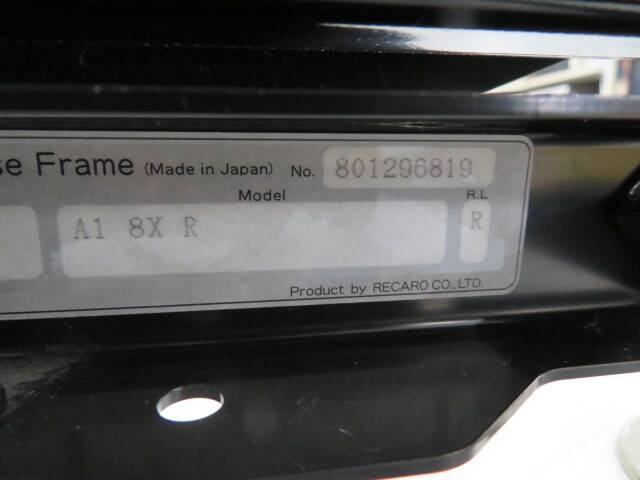 se Frame (Made in Japan) No. 801296819
Model R.L
A1 8X R R
Product by RECARO CO., LTD.